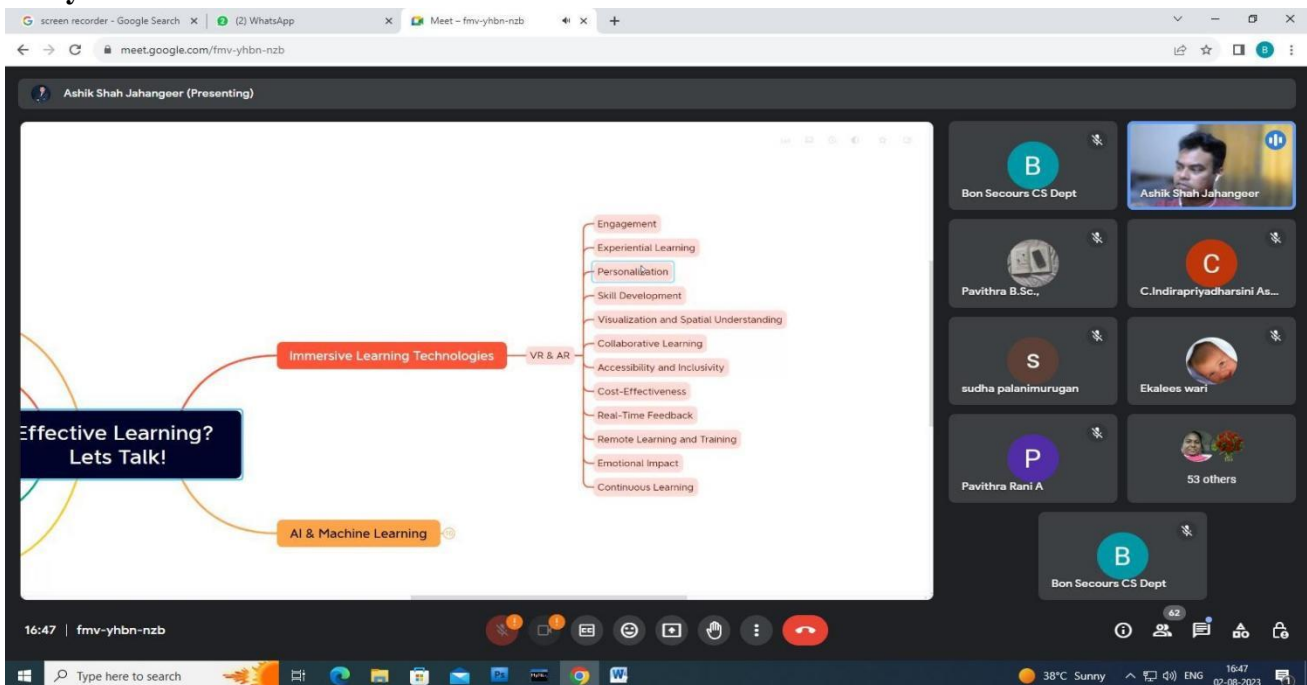 screen recorder - Google Search
(2) WhatsApp
Meet – fmv-yhbn-nzb
meet.google.com/fmv-yhbn-nzb
B
Ashik Shah Jahangeer (Presenting)
Engagement
Experiential Learning
Personalization
Skill Development
Visualization and Spatial Understanding
Collaborative Learning
Accessibility and Inclusivity
Cost-Effectiveness
Real-Time Feedback
Remote Learning and Training
Emotional Impact
Continuous Learning
VR & AR
Immersive Learning Technologies
Effective Learning?
Lets Talk!
AI & Machine Learning
B
Bon Secours CS Dept
Ashik Shah Jahangeer
Pavithra B.Sc.,
C
C.Indirapriyadharsini As...
s
sudha palanimurugan
Ekalees wari
P
Pavithra Rani A
53 others
B
Bon Secours CS Dept
16:47 | fmv-yhbn-nzb
CC
62
Type here to search
Ps
W
38°C Sunny
ENG
16:47
02-08-2023